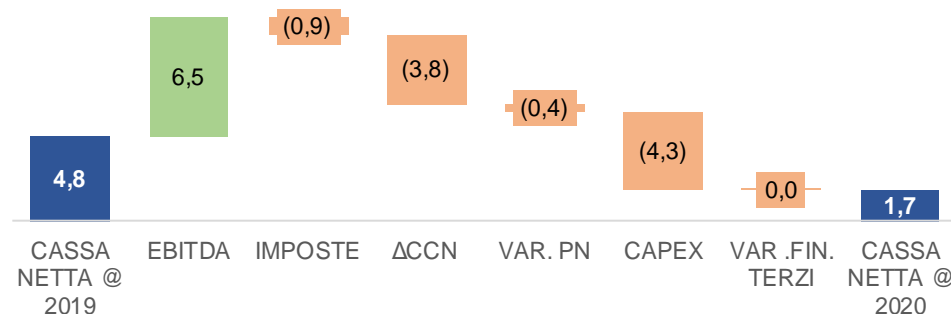 4,8
6,5
(0,9)
(3,8)
(0,4)
(4,3)
0,0
1,7
CASSA
NETTA @
2019
EBITDA
IMPOSTE
ΔCCN
VAR. PN
CAPEX
VAR .FIN.
TERZI
CASSA
NETTA @
2020